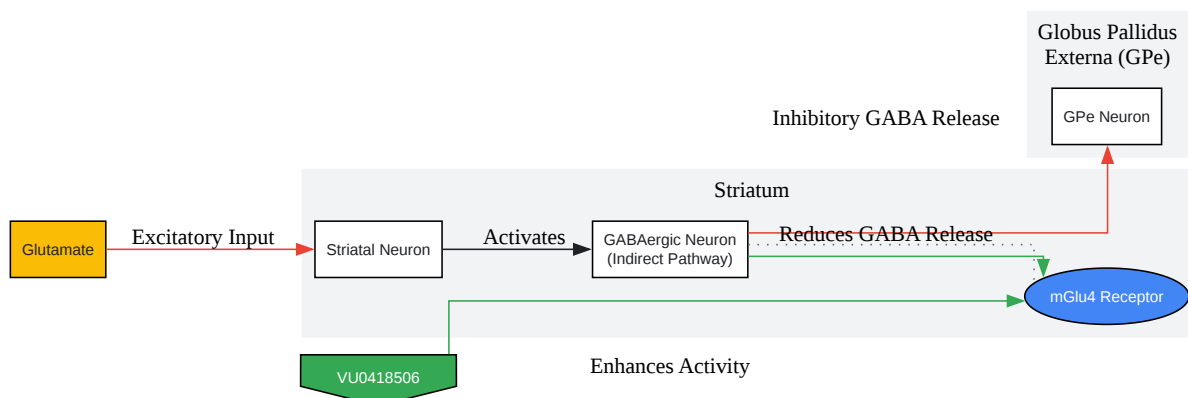 Globus Pallidus
Externa (GPe)
GPe Neuron
Inhibitory GABA Release
Striatum
Glutamate
Excitatory Input
Striatal Neuron
Activates
GABAergic Neuron
(Indirect Pathway)
Reduces GABA Release
mGlu4 Receptor
VU0418506
Enhances Activity